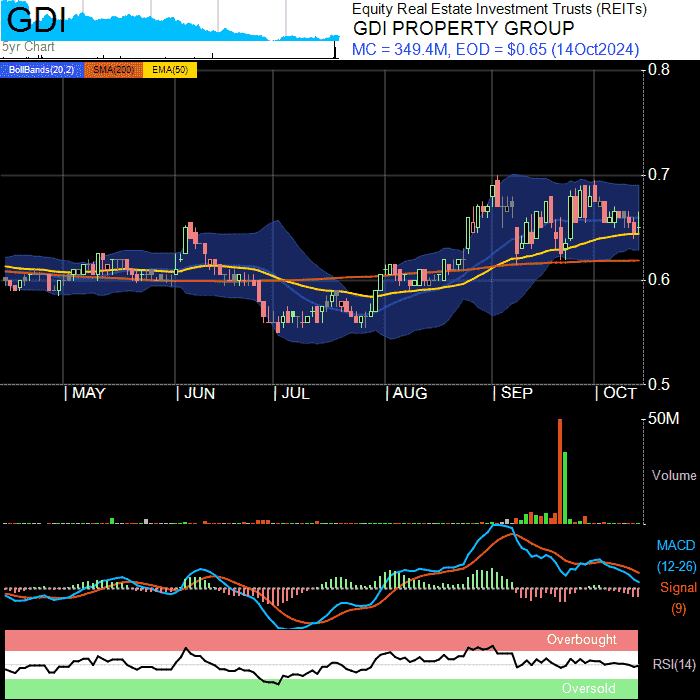 GDI
Equity Real Estate Investment Trusts (REITs)
GDI PROPERTY GROUP
MC = 349.4M, EOD = $0.65 (14Oct2024)
5yr Chart
BollBands(20,2) SMA(200) EMA(50)
0.8
0.7
0.6
0.5
MAY JUN JUL AUG SEP OCT
50M
Volume
MACD
(12-26)
Signal
(9)
Overbought
RSI(14)
Oversold